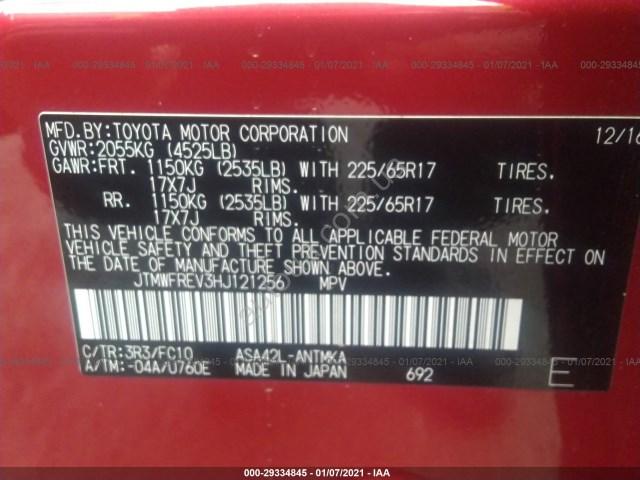 000-29334845 - 01/07/2021 - IAA
MFD.BY:TOYOTA MOTOR CORPORATION 12/16
GVWR:2055KG (4525LB)
GAWR:FRT. 1150KG (2535LB) WITH 225/65R17 TIRES.
17X7J RIMS.
RR. 1150KG (2535LB) WITH 225/65R17 TIRES.
17X7J RIMS.
THIS VEHICLE CONFORMS TO ALL APPLICABLE FEDERAL MOTOR
VEHICLE SAFETY AND THEFT PREVENTION STANDARDS IN EFFECT ON
THE DATE OF MANUFACTURE SHOWN ABOVE.
JTMWFREV3HJ121256 MPV
C/TR:3R3/FC10 ASA42L-ANTMKA
A/TM:-04A/U760E MADE IN JAPAN 692 E
000-29334845 - 01/07/2021 - IAA